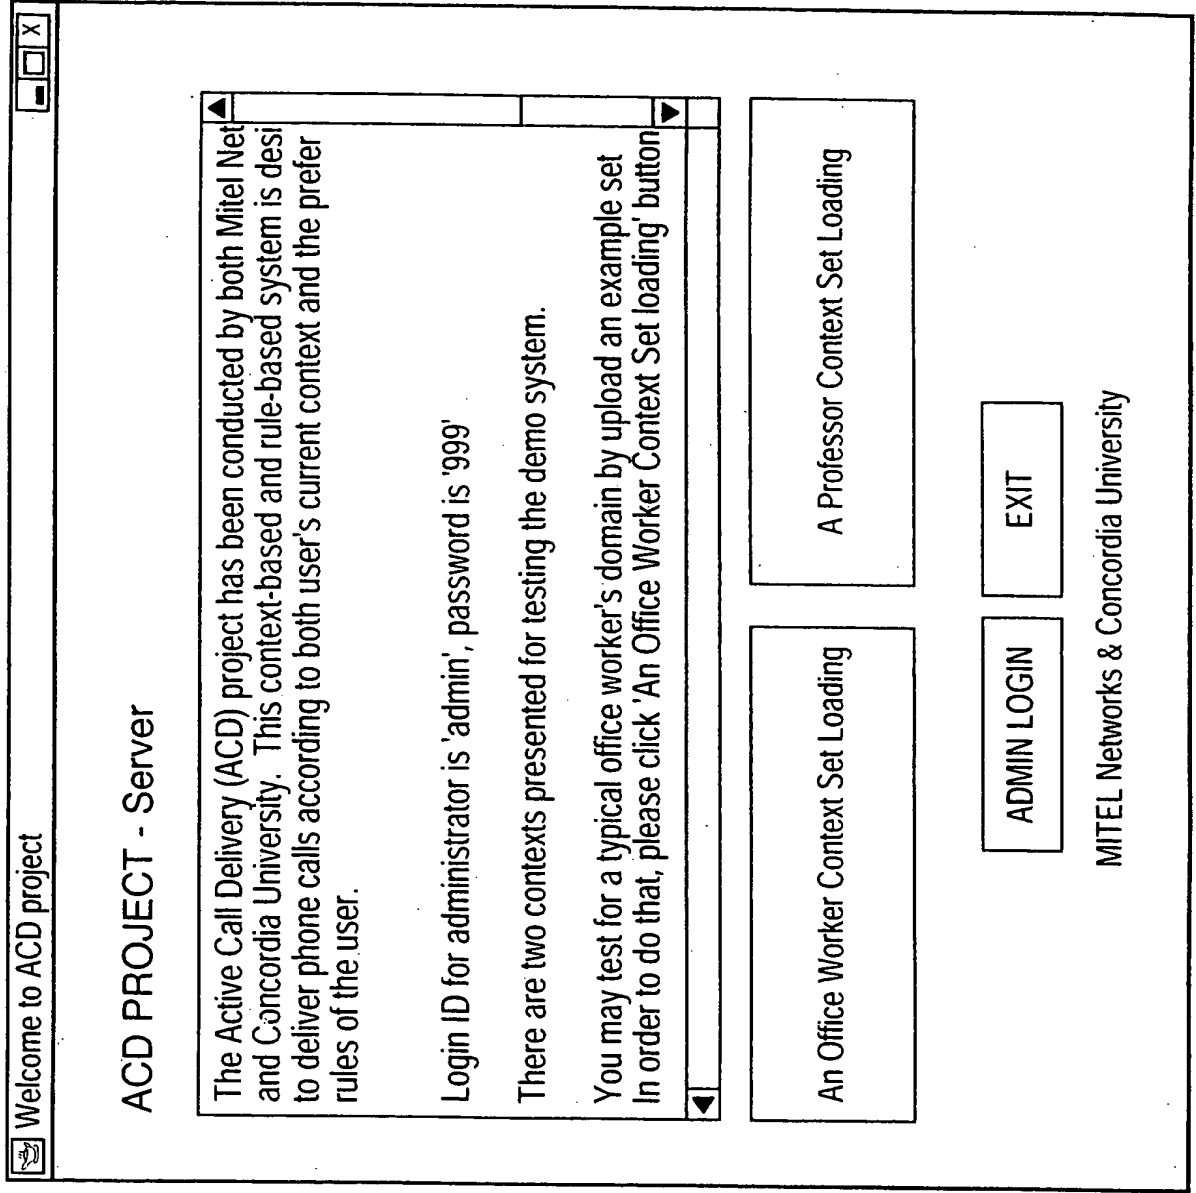 Welcome to ACD project
X
ACD PROJECT - Server
The Active Call Delivery (ACD) project has been conducted by both Mitel Net
and Concordia University. This context-based and rule-based system is desi
to deliver phone calls according to both user's current context and the prefer
rules of the user.
Login ID for administrator is 'admin', password is '999'
There are two contexts presented for testing the demo system.
You may test for a typical office worker's domain by upload an example set
In order to do that, please click 'An Office Worker Context Set loading' button
An Office Worker Context Set Loading
A Professor Context Set Loading
ADMIN LOGIN
EXIT
MITEL Networks & Concordia University